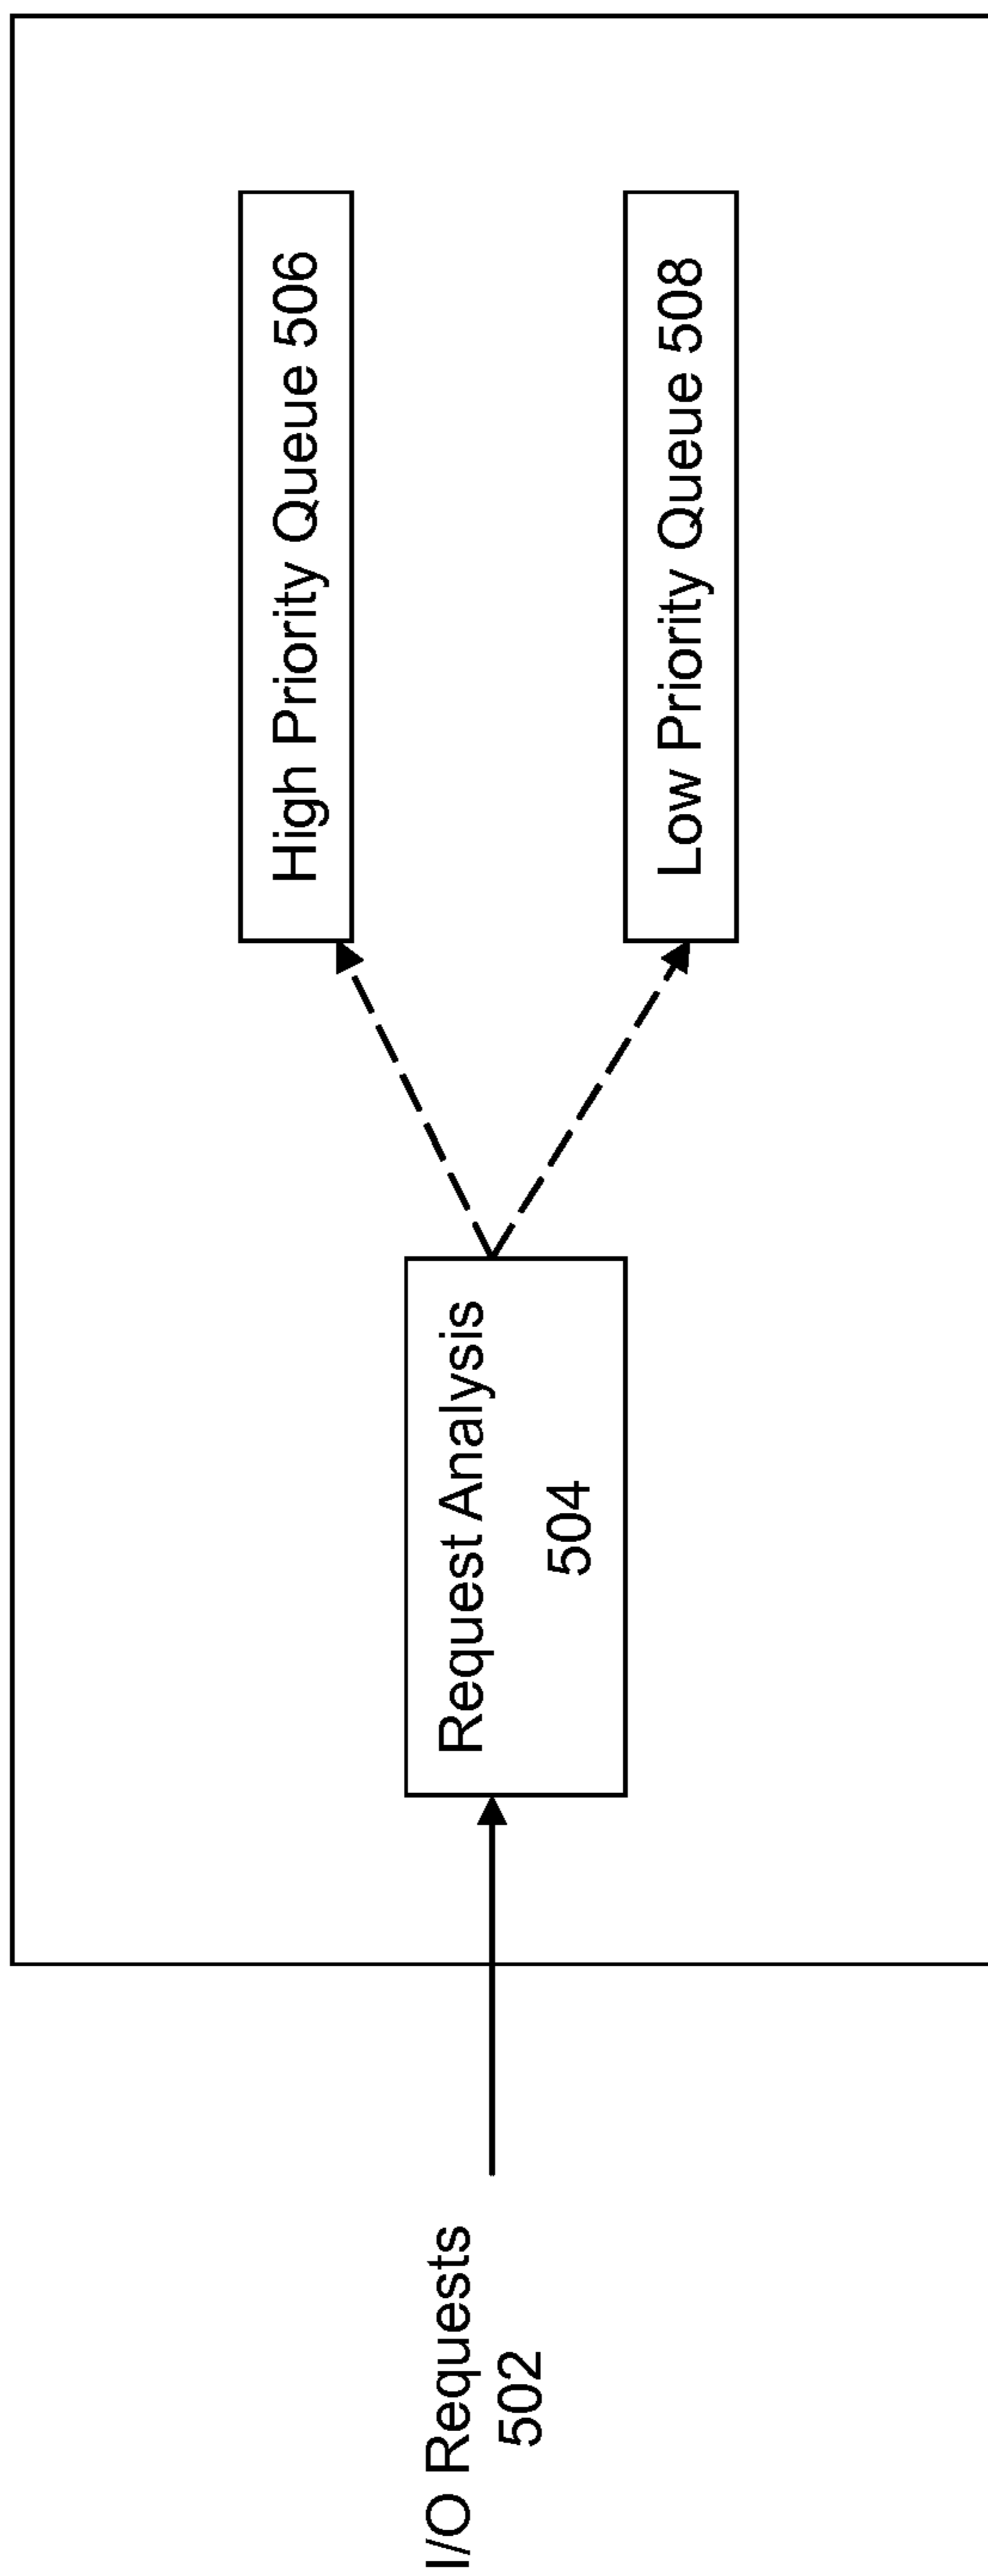 I/O Requests
502
Request Analysis
504
High Priority Queue 506
Low Priority Queue 508